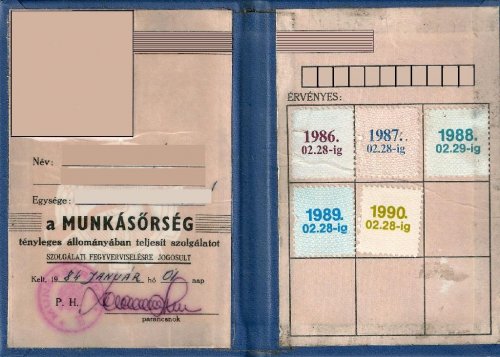 Név:
Egysége:
a MUNKÁSŐRSÉG
tényleges állományában teljesit szolgálatot
SZOLGÁLATI FEGYVERVISELÉSRE JOGOSULT
Kelt, 19 84 JANUÁR hó 01 nap
P. H.
parancsnok
ÉRVÉNYES:
1986.
02.28-ig
1987.
02.28-ig
1988.
02.29-ig
1989.
02.28-ig
1990.
02.28-ig